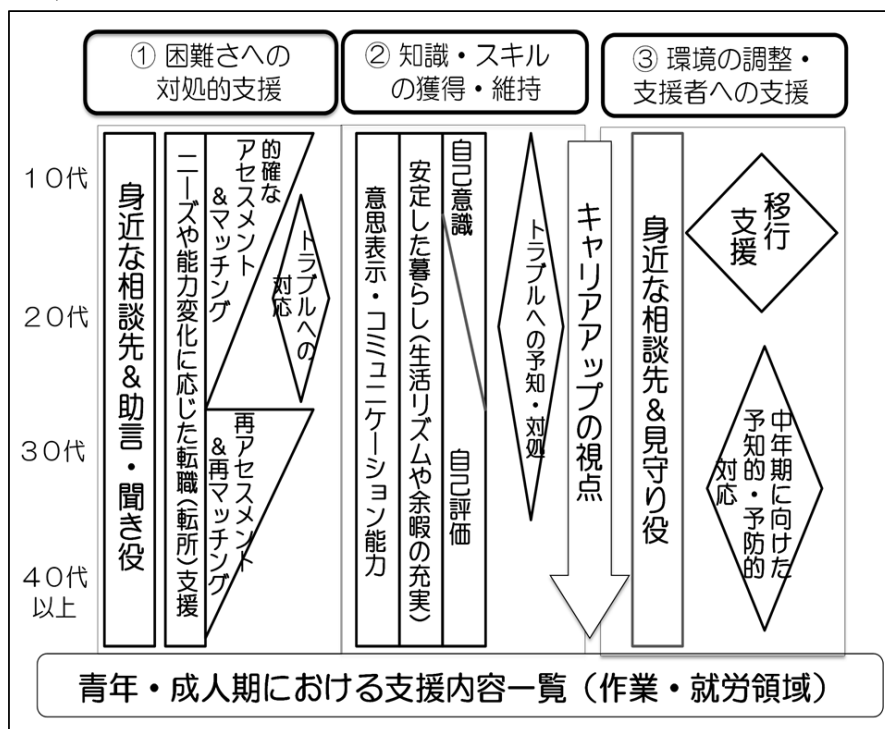 ① 困難さへの
対処的支援
② 知識・スキル
の獲得・維持
③ 環境の調整・
支援者への支援
10代
20代
30代
40代
以上
身近な相談先&助言・聞き役
ニーズや能力変化に応じた転職(転所)支援
的確な
アセスメント
&マッチング
トラブルへの
対応
再アセスメント
&再マッチング
意思表示・コミュニケーション能力
安定した暮らし(生活リズムや余暇の充実)
自己意識
自己評価
トラブルへの予知・対処
キャリアアップの視点
身近な相談先&見守り役
移行
支援
中年期に向けた
予知的・予防的
対応
青年・成人期における支援内容一覧(作業・就労領域)